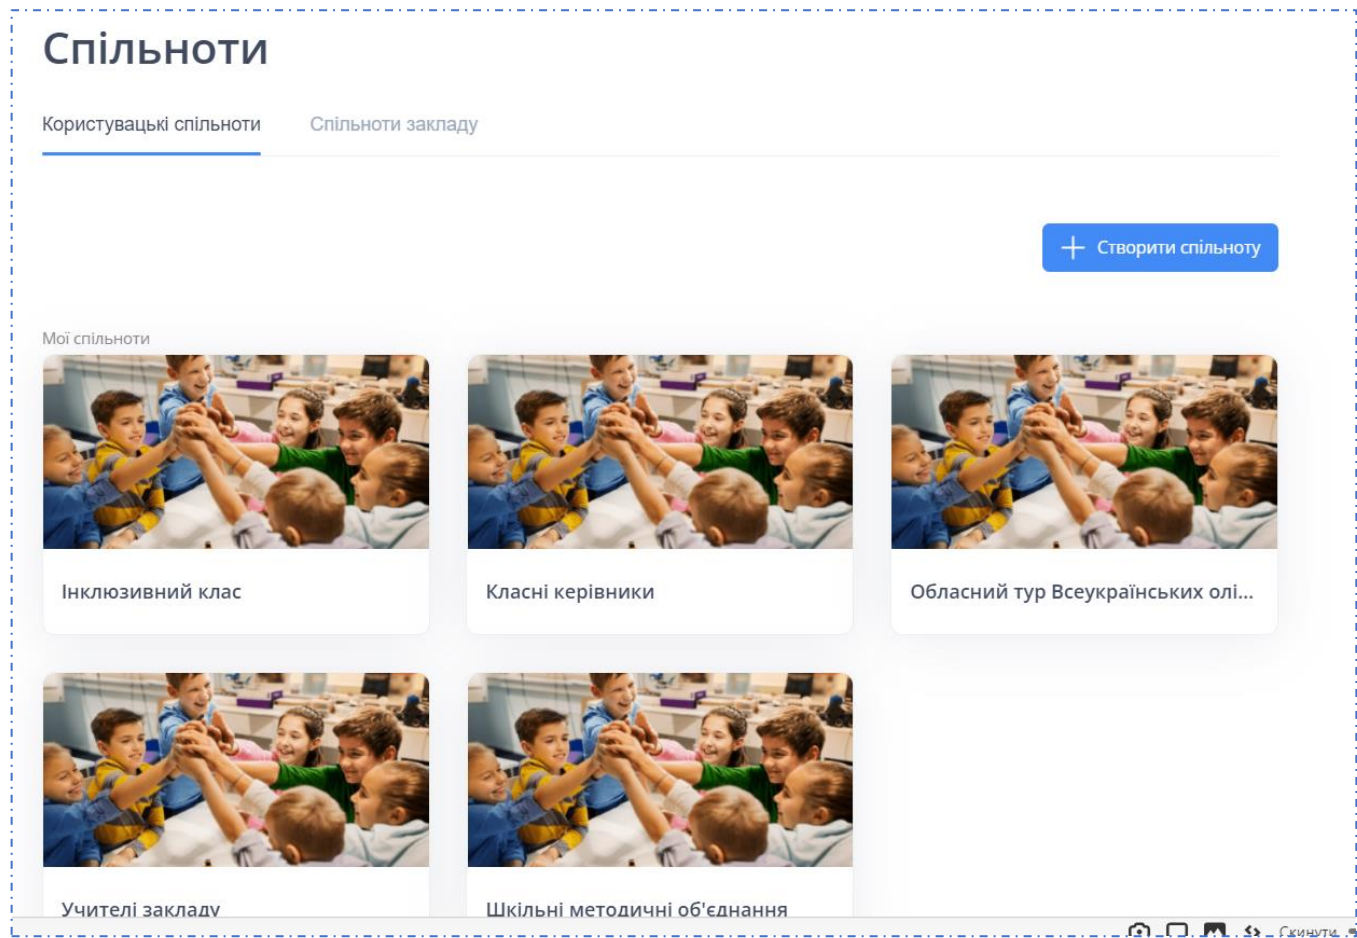 Спільноти
Користувацькі спільноти
Спільноти закладу
Створити спільноту
Мої спільноти
Інклюзивний клас
Класні керівники
Обласний тур Всеукраїнських олі...
Учителі закладу
Шкільні методичні об'єднання
Скинути